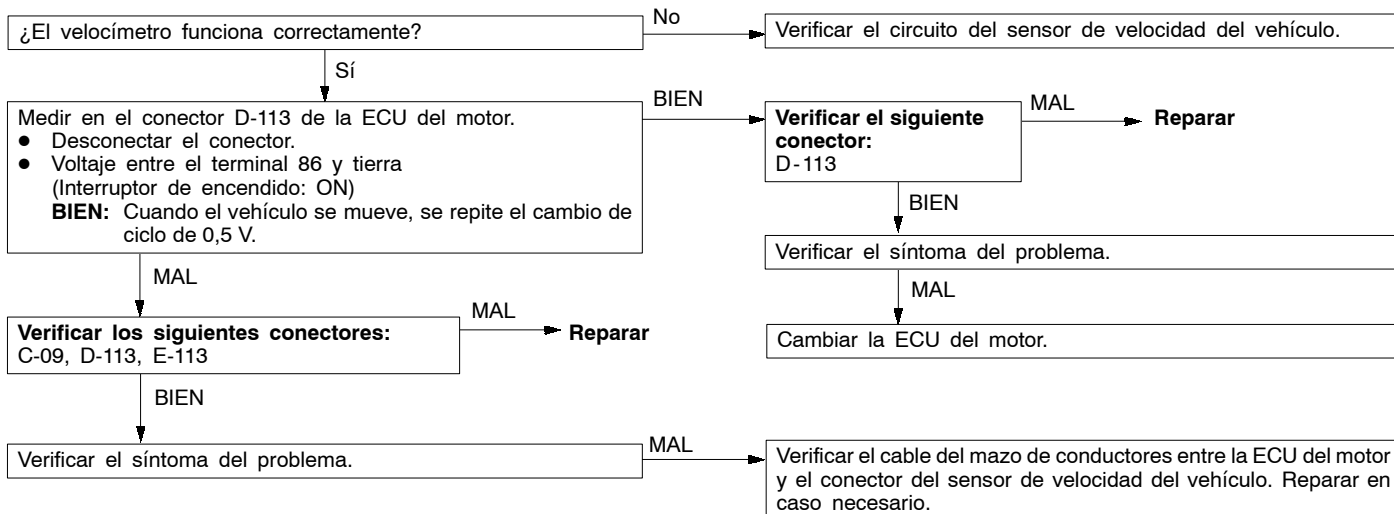 ¿El velocímetro funciona correctamente?
No
Verificar el circuito del sensor de velocidad del vehículo.
Sí
Medir en el conector D-113 de la ECU del motor.
● Desconectar el conector.
● Voltaje entre el terminal 86 y tierra
(Interruptor de encendido: ON)
BIEN: Cuando el vehículo se mueve, se repite el cambio de
ciclo de 0,5 V.
BIEN
Verificar el siguiente
conector:
D-113
MAL
Reparar
BIEN
Verificar el síntoma del problema.
MAL
Cambiar la ECU del motor.
MAL
Verificar los siguientes conectores:
C-09, D-113, E-113
MAL
Reparar
BIEN
Verificar el síntoma del problema.
MAL
Verificar el cable del mazo de conductores entre la ECU del motor
y el conector del sensor de velocidad del vehículo. Reparar en
caso necesario.